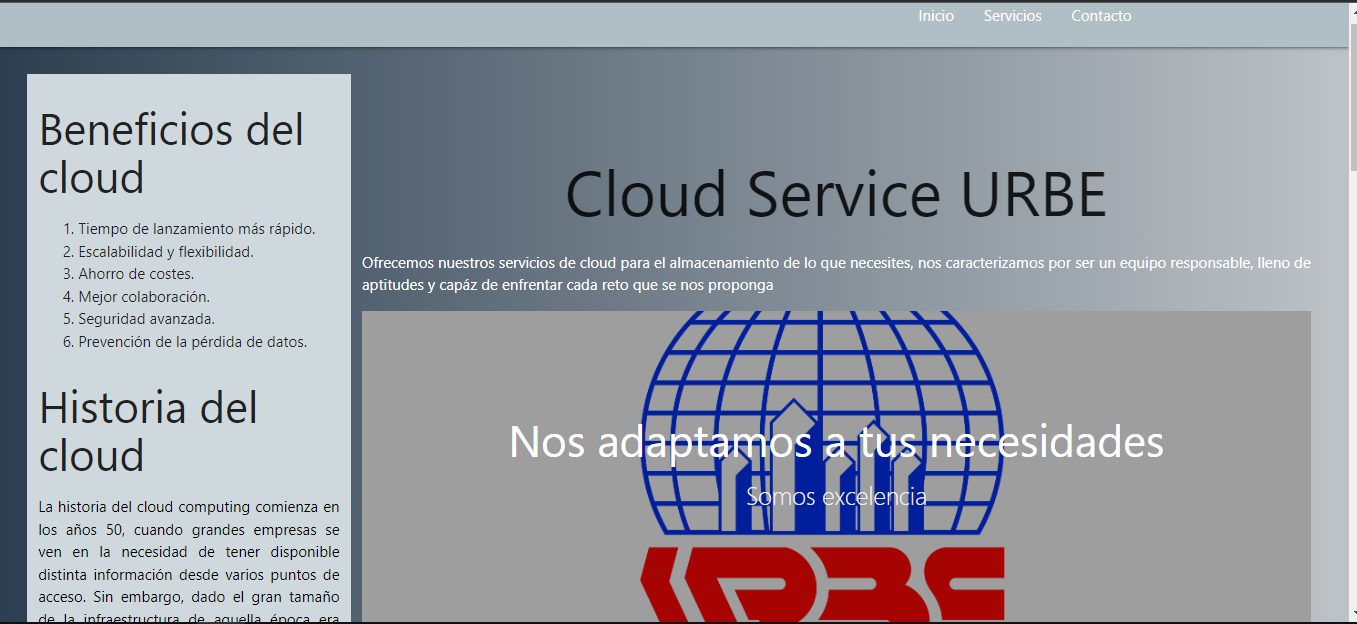 Inicio Servicios Contacto
Beneficios del
cloud
1. Tiempo de lanzamiento más rápido.
2. Escalabilidad y flexibilidad.
3. Ahorro de costes.
4. Mejor colaboración.
5. Seguridad avanzada.
6. Prevención de la pérdida de datos.
Historia del
cloud
La historia del cloud computing comienza en
los años 50, cuando grandes empresas se
ven en la necesidad de tener disponible
distinta información desde varios puntos de
acceso. Sin embargo, dado el gran tamaño
de la infraestructura de aquella época era
Cloud Service URBE
Ofrecemos nuestros servicios de cloud para el almacenamiento de lo que necesites, nos caracterizamos por ser un equipo responsable, lleno de
aptitudes y capáz de enfrentar cada reto que se nos proponga
Nos adaptamos a tus necesidades
Somos excelencia
URBE